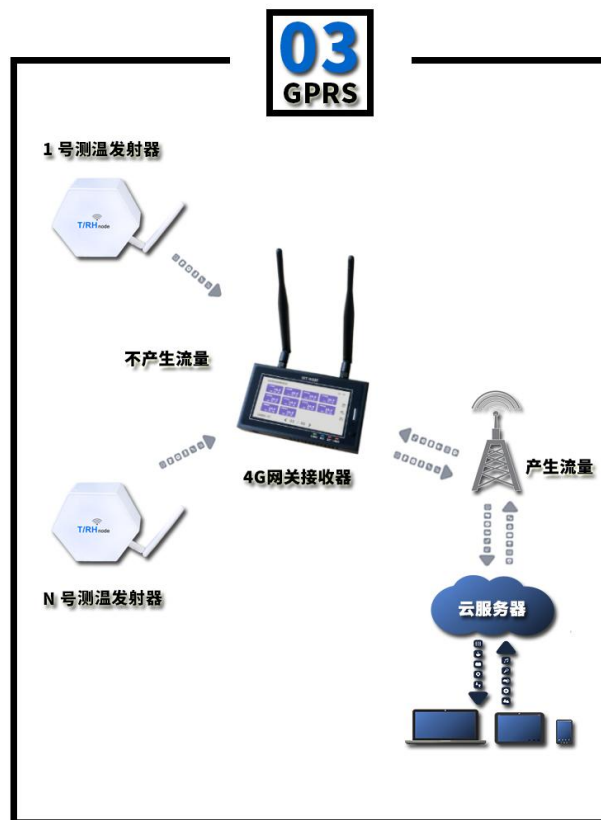 03
GPRS
1 号测温发射器
T/RH node
不产生流量
4G网关接收器
产生流量
T/RH node
N 号测温发射器
云服务器